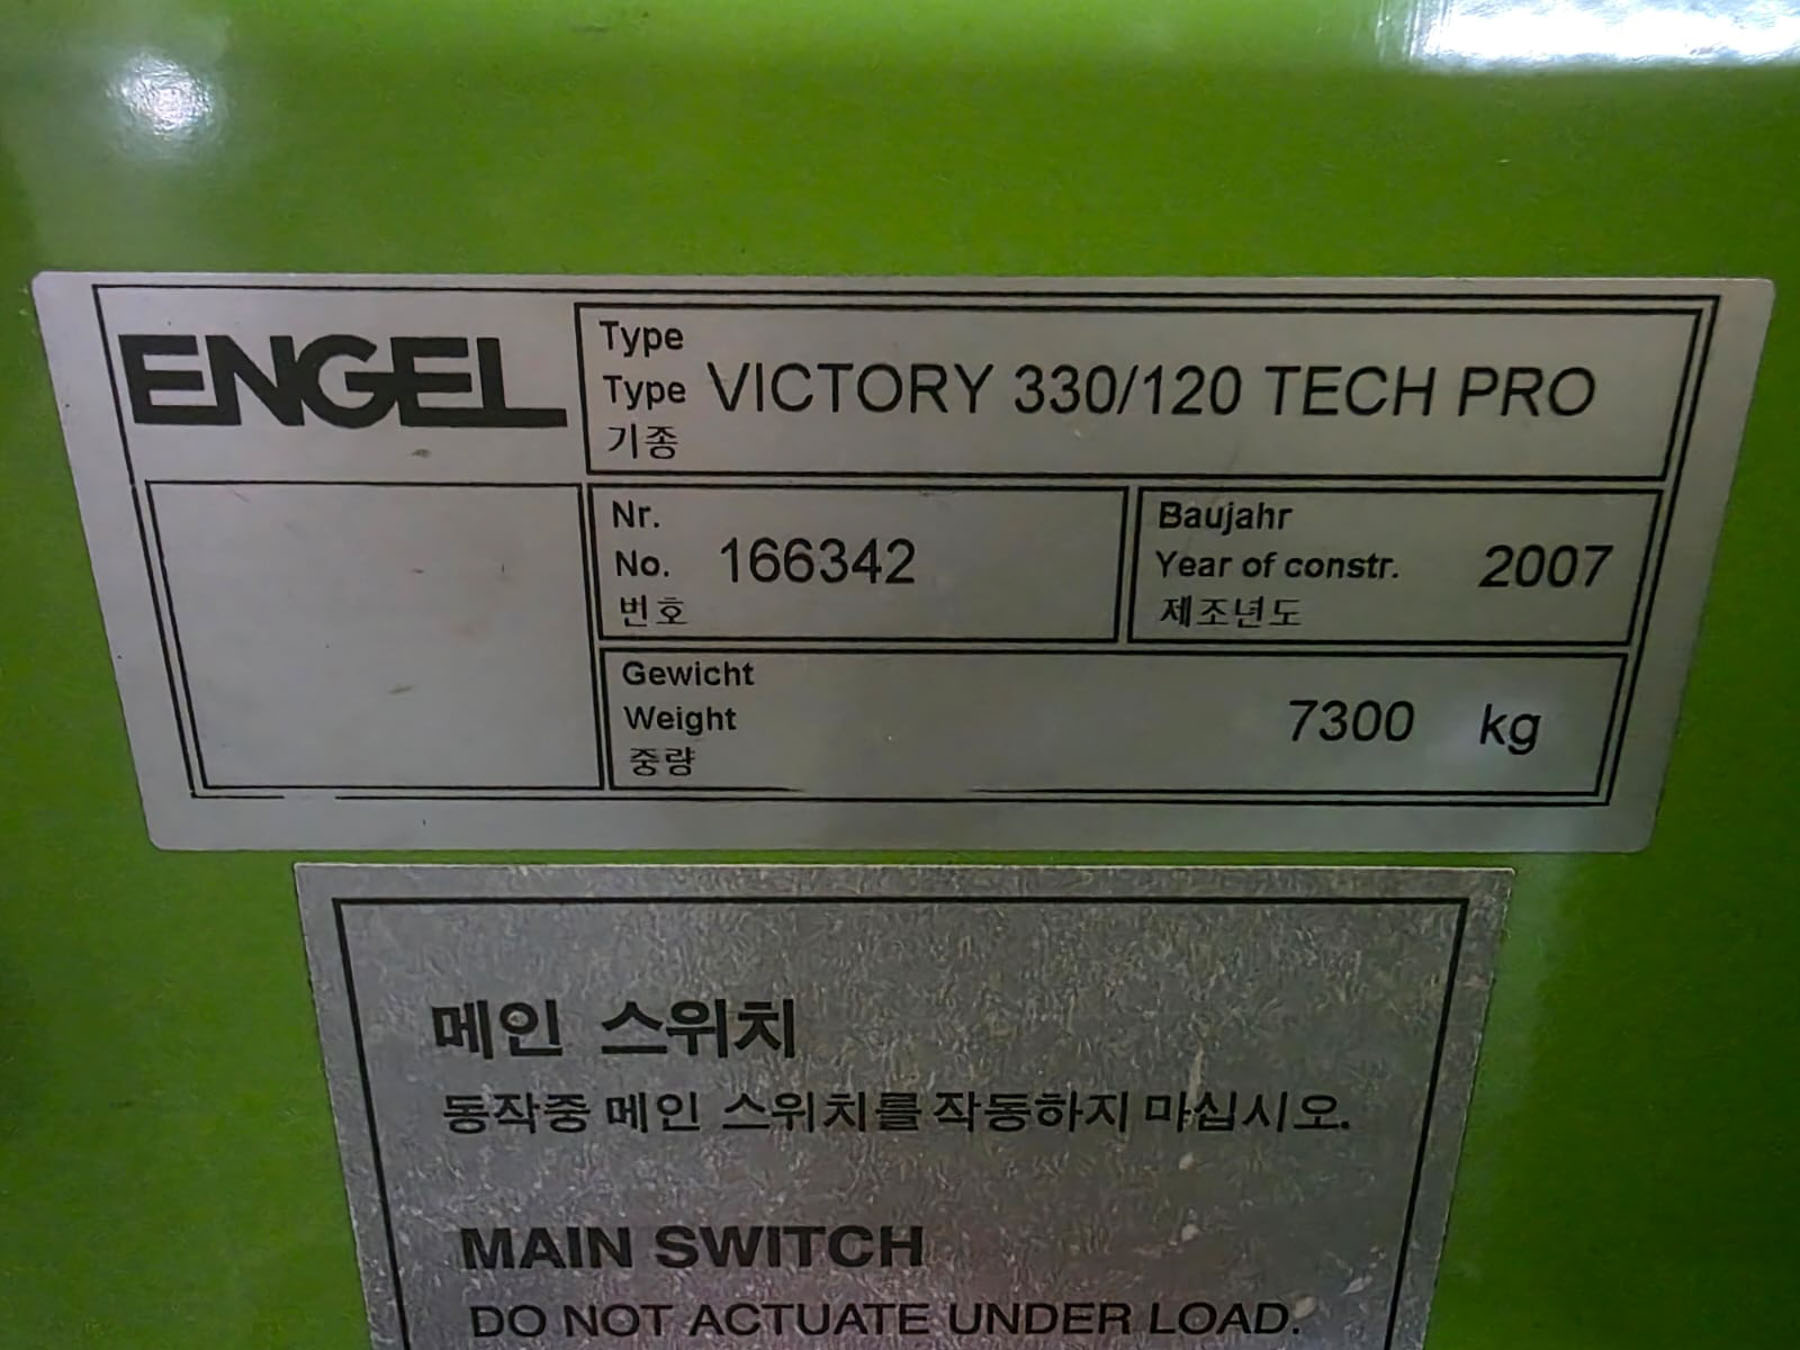 ENGEL
Type
Type VICTORY 330/120 TECH PRO
기종
Nr.
No. 166342
번호
Baujahr
Year of constr. 2007
제조년도
Gewicht
Weight 7300 kg
중량
메인 스위치
동작중 메인 스위치를 작동하지 마십시오.
MAIN SWITCH
DO NOT ACTUATE UNDER LOAD.